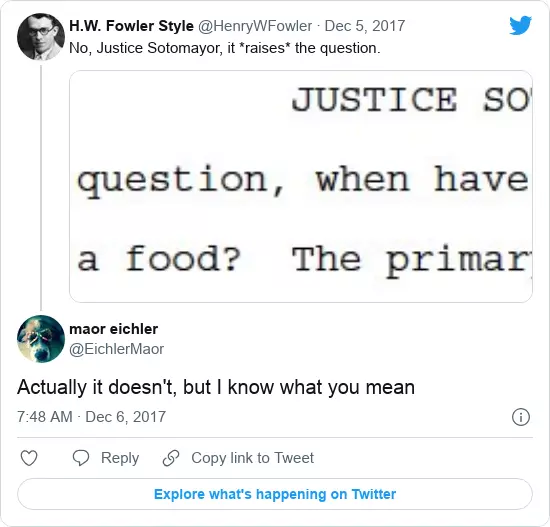 H.W. Fowler Style @HenryWFowler · Dec 5, 2017
No, Justice Sotomayor, it *raises* the question.
JUSTICE SO
question, when have
a food? The primar
maor eichler
@EichlerMaor
Actually it doesn't, but I know what you mean
7:48 AM · Dec 6, 2017
Reply
Copy link to Tweet
Explore what's happening on Twitter